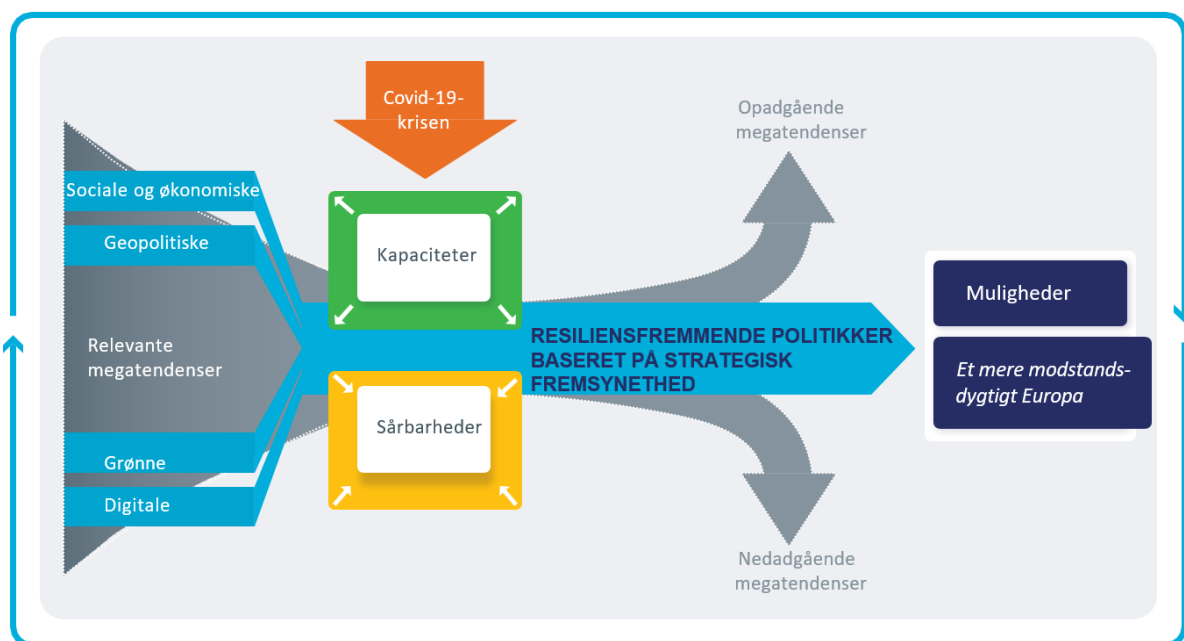 Covid-19-
krisen
Opadgående
megatendenser
Sociale og økonomiske
Geopolitiske
Kapaciteter
Muligheder
Relevante
megatendenser
RESILIENSFREMMENDE POLITIKKER
BASERET PÅ STRATEGISK
FREMSYNETHED
Et mere modstands-
dygtigt Europa
Sårbarheder
Grønne
Digitale
Nedadgående
megatendenser